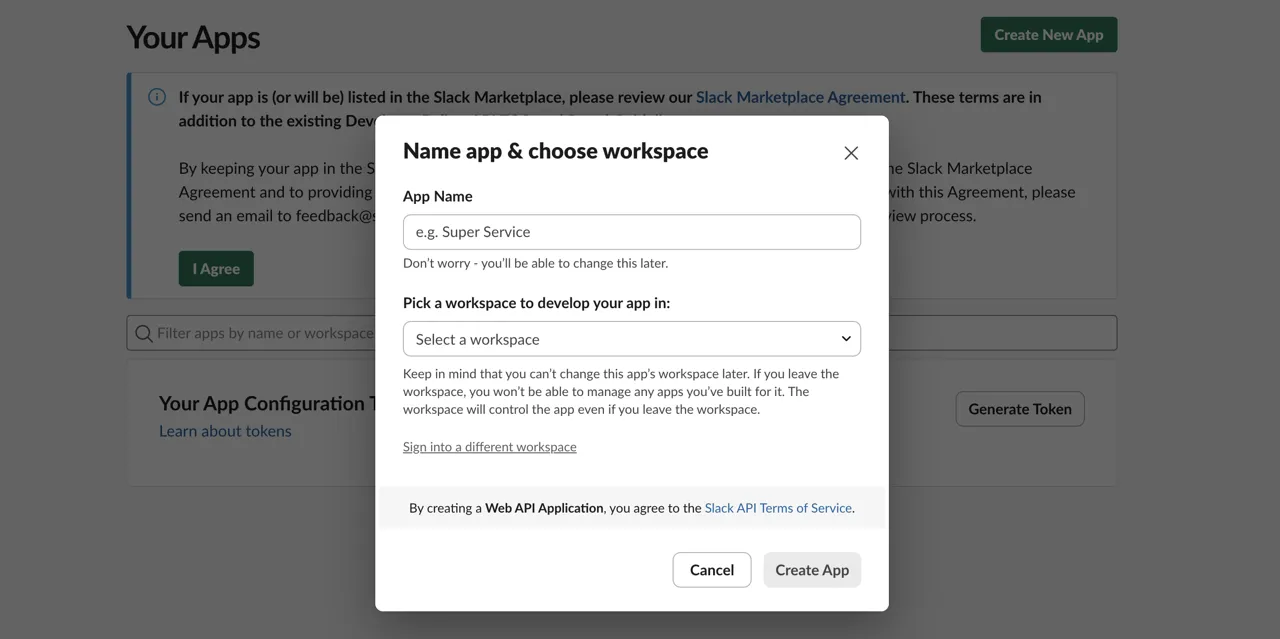 Your Apps
Create New App
If your app is (or will be) listed in the Slack Marketplace, please review our Slack Marketplace Agreement. These terms are in
addition to the existing
By keeping your app in the
he Slack Marketplace
Agreement and to providing
with this Agreement, please
send an email to feedback@s
view process.
I Agree
Filter apps by name or workspace
Your App Configuration T
Learn about tokens
Generate Token
Name app & choose workspace
App Name
e.g. Super Service
Don't worry - you'll be able to change this later.
Pick a workspace to develop your app in:
Select a workspace
Keep in mind that you can't change this app's workspace later. If you leave the
workspace, you won't be able to manage any apps you've built for it. The
workspace will control the app even if you leave the workspace.
Sign into a different workspace
By creating a Web API Application, you agree to the Slack API Terms of Service.
Cancel
Create App